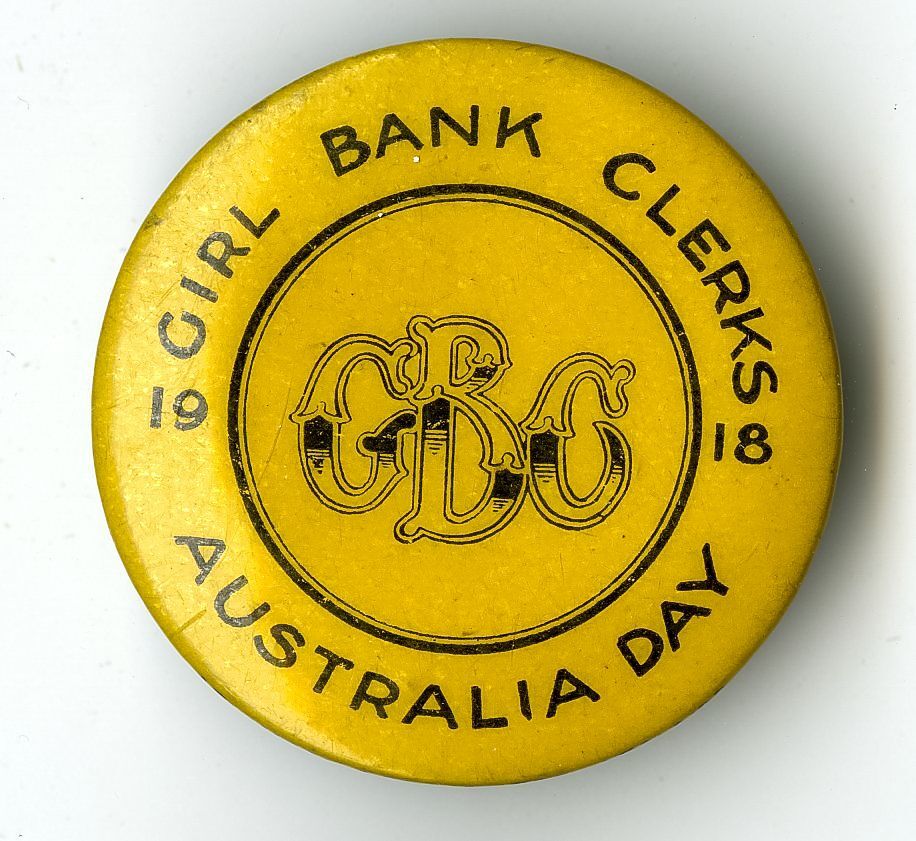 GIRL BANK CLERKS
19 18
GBC
AUSTRALIA DAY